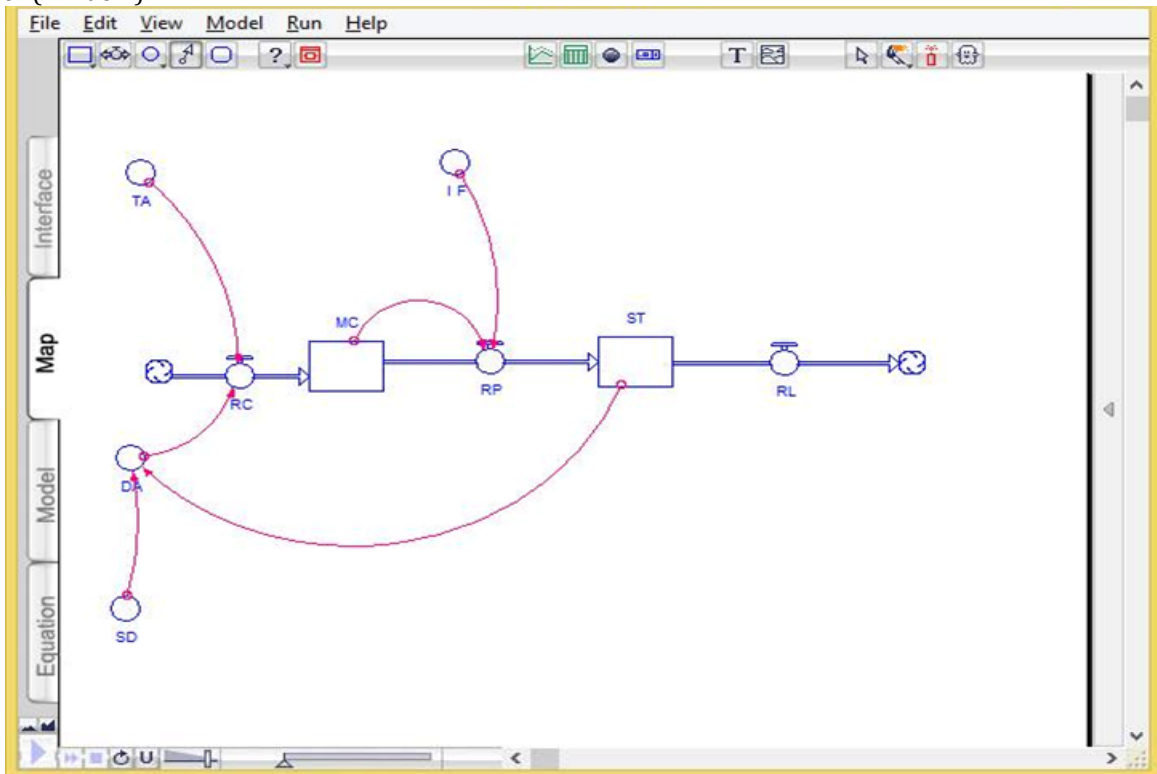 File Edit View Model Run Help
? T
Interface
Map
Model
Equation
TA
I F
MC
ST
RC
RP
RL
DA
SD
U